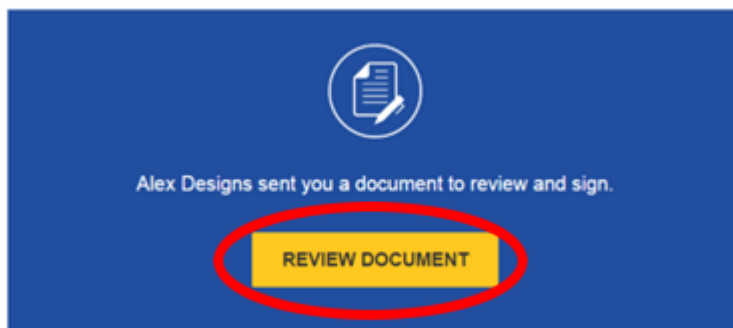 Alex Designs sent you a document to review and sign.
REVIEW DOCUMENT